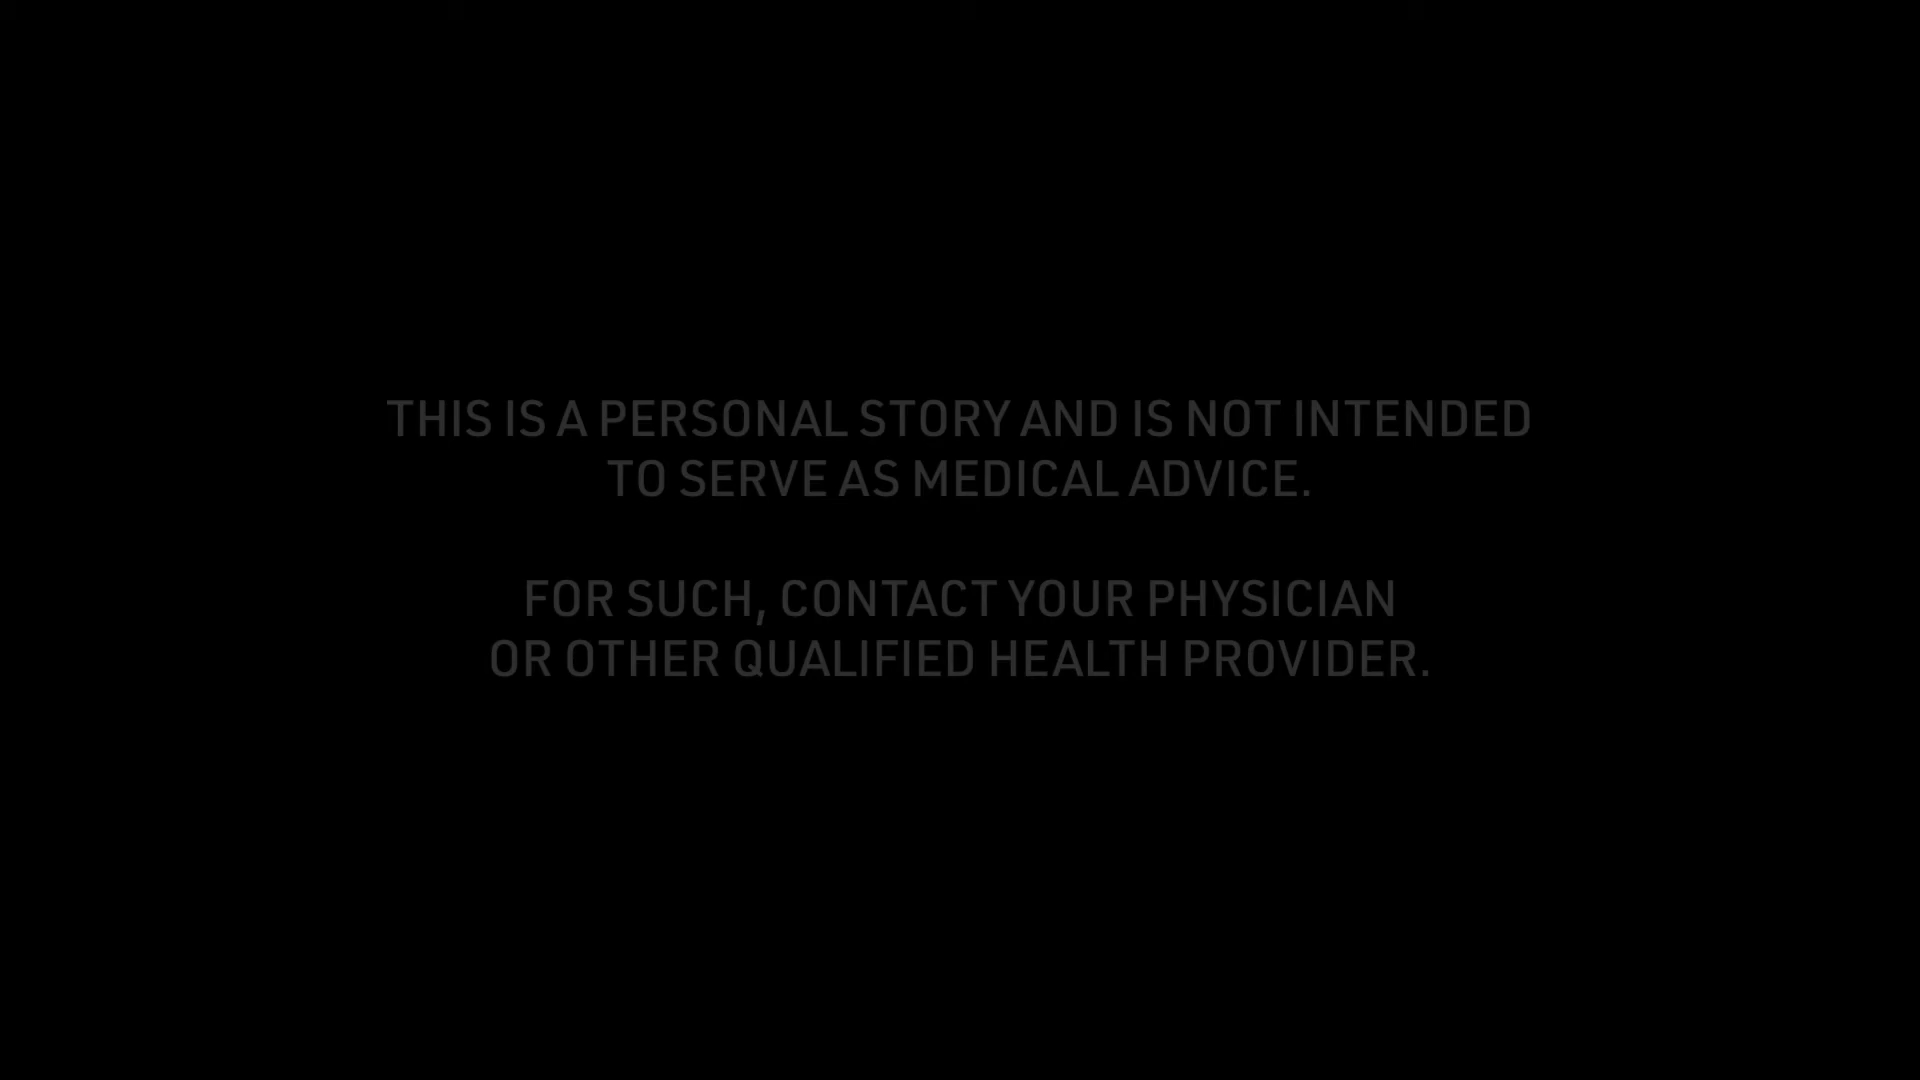 THIS IS A PERSONAL STORY AND IS NOT INTENDED
TO SERVE AS MEDICAL ADVICE.
FOR SUCH, CONTACT YOUR PHYSICIAN
OR OTHER QUALIFIED HEALTH PROVIDER.